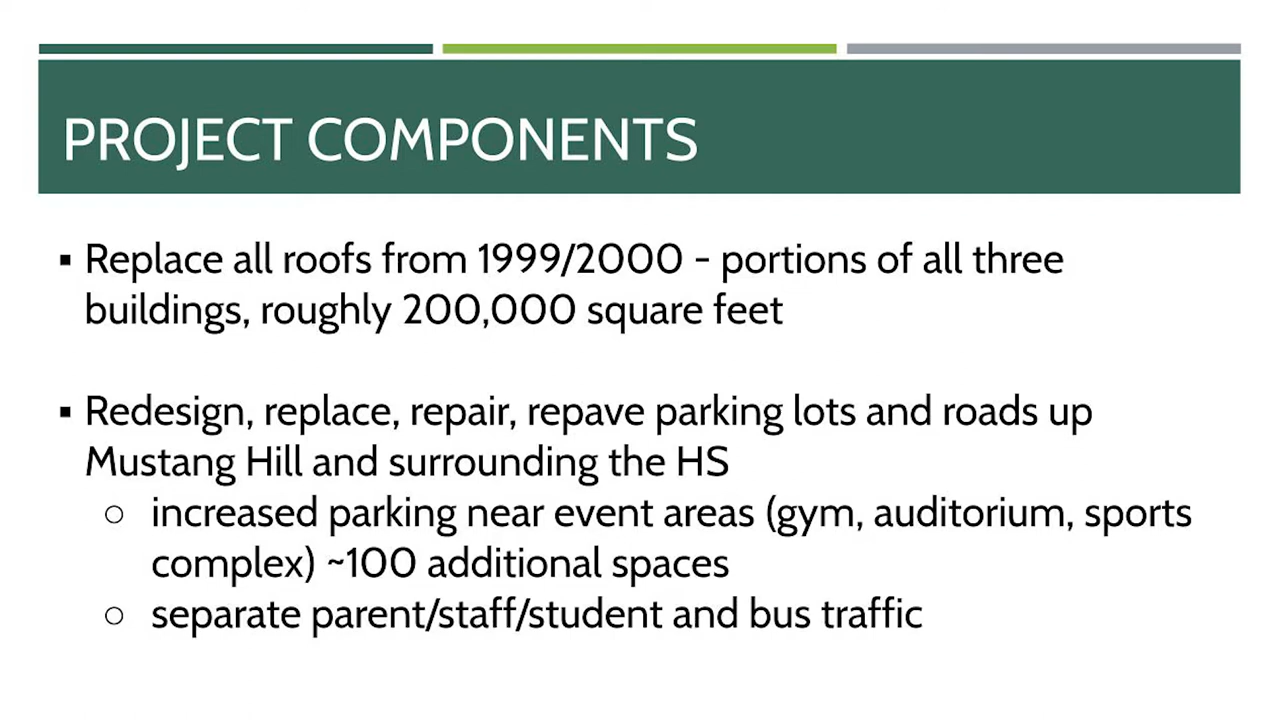 PROJECT COMPONENTS
▪ Replace all roofs from 1999/2000 - portions of all three
buildings, roughly 200,000 square feet
▪ Redesign, replace, repair, repave parking lots and roads up
Mustang Hill and surrounding the HS
○ increased parking near event areas (gym, auditorium, sports
complex) ~100 additional spaces
○ separate parent/staff/student and bus traffic